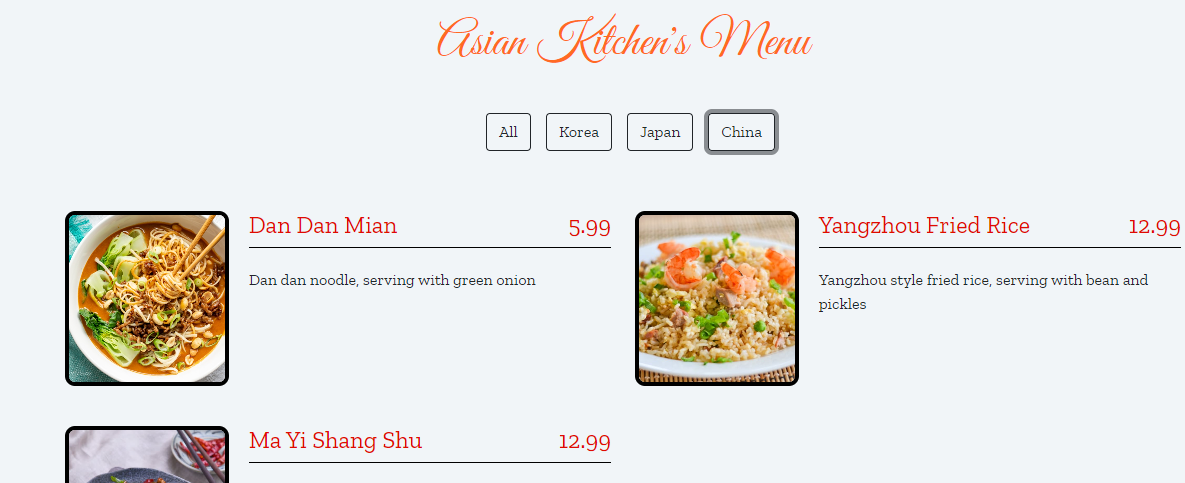 Asian Kitchen's Menu
All
Korea
Japan
China
Dan Dan Mian 5.99
Dan dan noodle, serving with green onion
Yangzhou Fried Rice 12.99
Yangzhou style fried rice, serving with bean and
pickles
Ma Yi Shang Shu 12.99